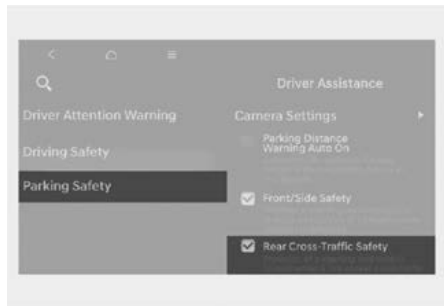 Driver Assistance
Driver Attention Warning
Driving Safety
Parking Safety
Camera Settings
Parking Distance
Warning Auto On
Front/Side Safety
Rear Cross-Traffic Safety